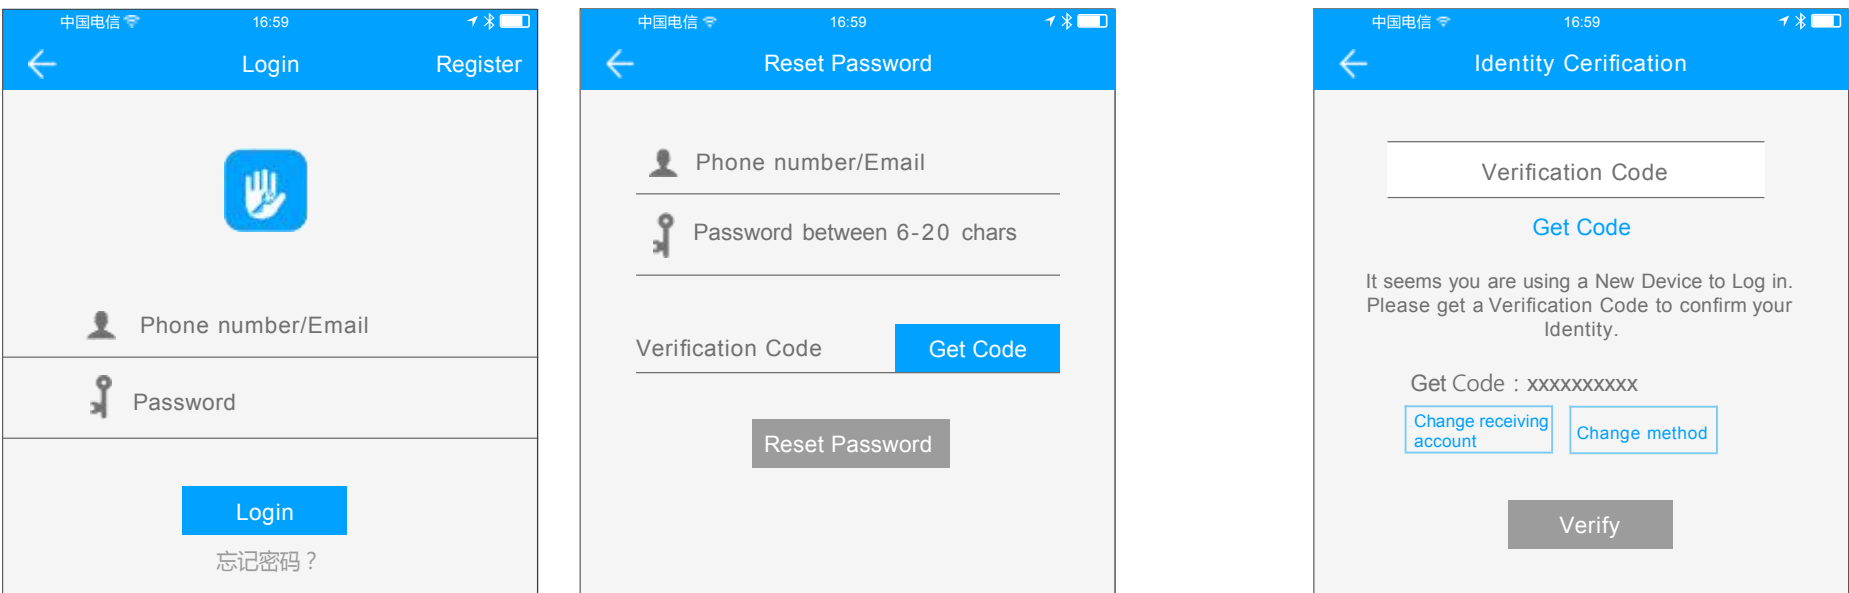 中国电信
16:59
Login
Register
Phone number/Email
Password
Login
忘记密码？
中国电信
16:59
Reset Password
Phone number/Email
Password between 6-20 chars
Verification Code
Get Code
Reset Password
中国电信
16:59
Identity Cerification
Verification Code
Get Code
It seems you are using a New Device to Log in.
Please get a Verification Code to confirm your
Identity.
Get Code：xxxxxxxxxx
Change receiving
account
Change method
Verify